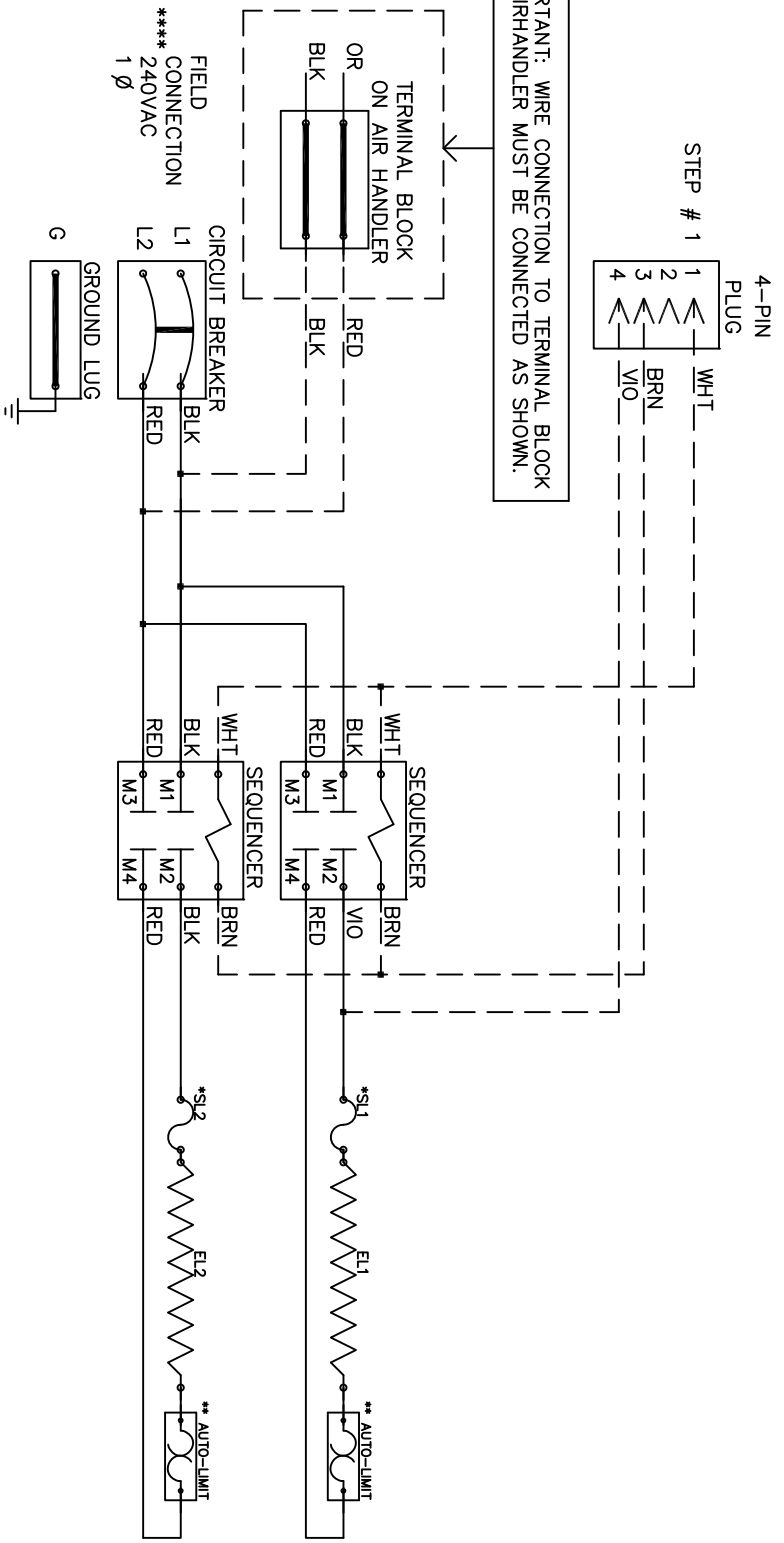 4-PIN
PLUG
STEP # 1
1
2
3
4
WHT
BRN
VIO
WIRE CONNECTION TO TERMINAL BLOCK
MUST BE CONNECTED AS SHOWN.
TERMINAL BLOCK
ON AIR HANDLER
OR
BLK
RED
BLK
FIELD
CONNECTION
**** 240VAC
1 Ø
CIRCUIT BREAKER
L1
L2
BLK
RED
G
GROUND LUG
SEQUENCER
WHT
BLK
RED
M1
M3
M2
M4
BRN
VIO
RED
SEQUENCER
WHT
BLK
RED
M1
M3
M2
M4
BRN
BLK
RED
*SL1
EL1
** AUTO-LIMIT
*SL2
EL2
** AUTO-LIMIT